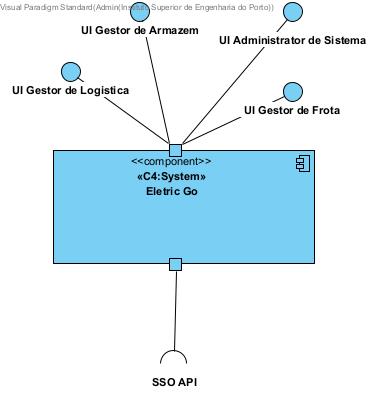 Visual Paradigm Standard(Admin(Instituto Superior de Engenharia do Porto))
UI Gestor de Armazem
UI Administrator de Sistema
UI Gestor de Logistica
UI Gestor de Frota
<<component>>
«C4:System»
Eletric Go
SSO API